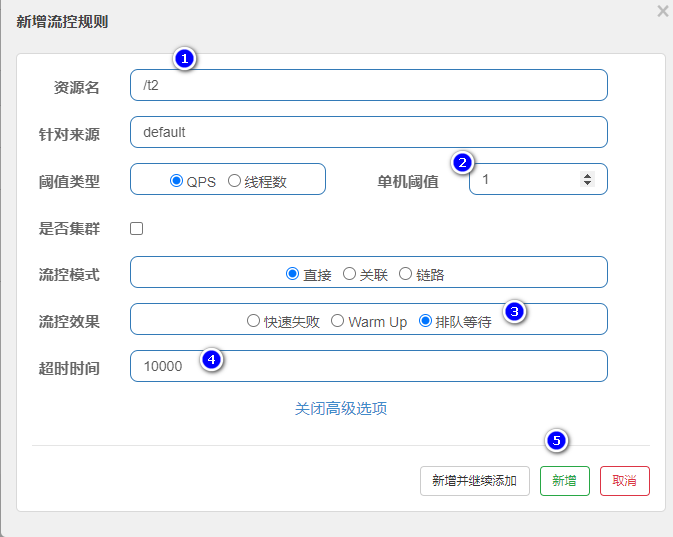 新增流控规则
×
1
资源名 /t2
针对来源 default
2
阈值类型 QPS 线程数 单机阈值 1
是否集群
流控模式 直接 关联 链路
流控效果 快速失败 Warm Up 排队等待 3
超时时间 10000 4
关闭高级选项
5
新增并继续添加 新增 取消